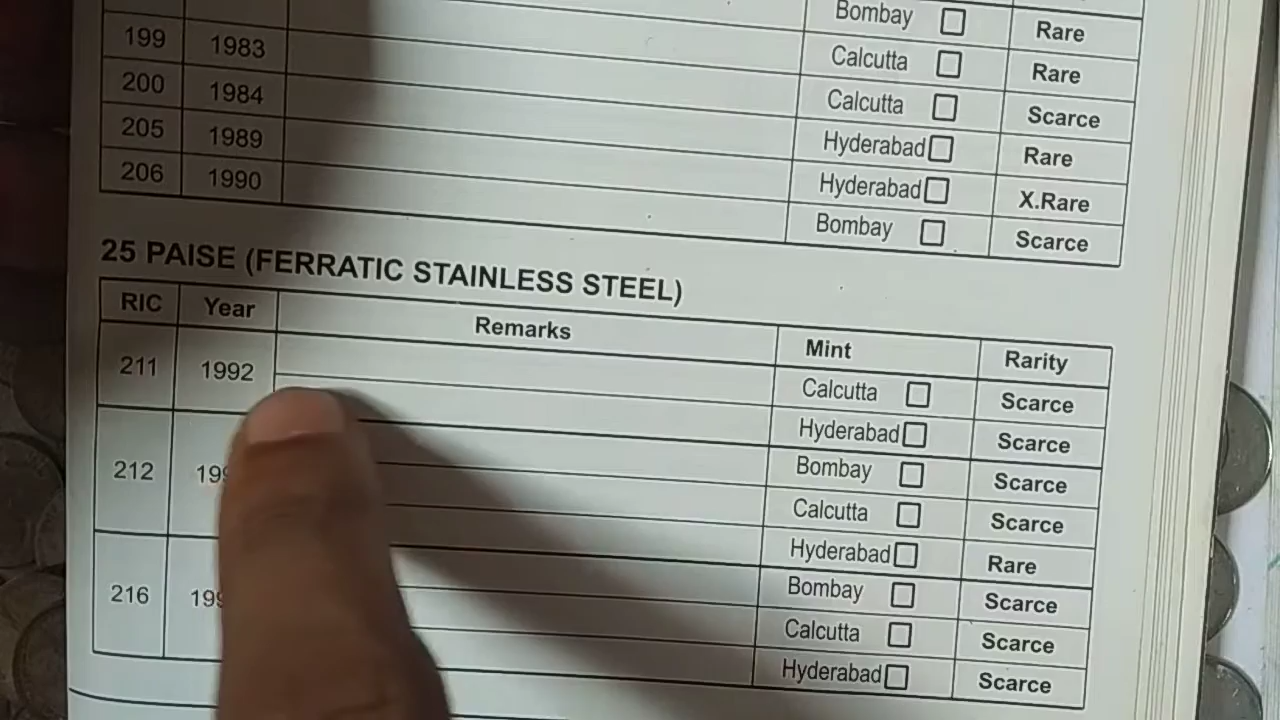 Bombay Rare
Calcutta Rare
199 1983 Calcutta Scarce
200 1984 Hyderabad Rare
205 1989 Hyderabad X.Rare
206 1990 Bombay Scarce
25 PAISE (FERRATIC STAINLESS STEEL)
RIC Year Remarks Mint Rarity
211 1992 Calcutta Scarce
Hyderabad Scarce
Bombay Scarce
212 Calcutta Scarce
Hyderabad Rare
Bombay Scarce
216 Calcutta Scarce
Hyderabad Scarce